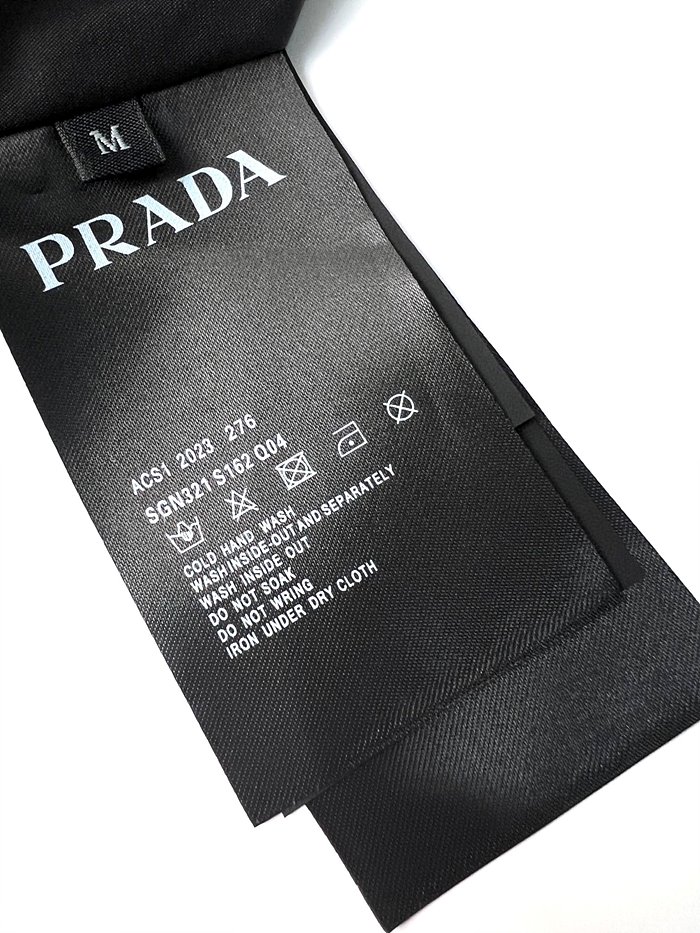 M
PRADA
ACS1 2023 276
SGN321 S162 Q04
COLD HAND WASH
WASH INSIDE-OUT AND SEPARATELY
WASH INSIDE OUT
DO NOT SOAK
DO NOT WRING
IRON UNDER DRY CLOTH